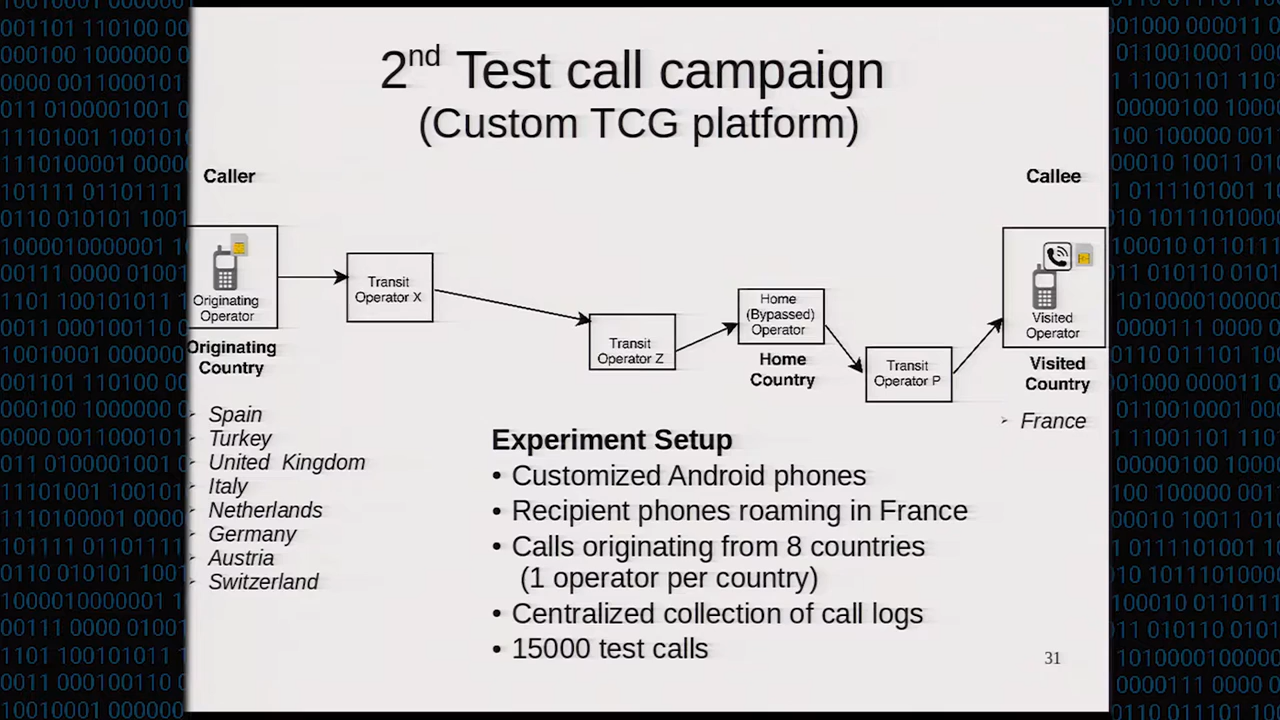 2nd Test call campaign
(Custom TCG platform)
Caller
Callee
Originating
Operator
Originating
Country
Transit
Operator X
Transit
Operator Z
Home
(Bypassed)
Operator
Home
Country
Transit
Operator P
Visited
Operator
Visited
Country
➢ Spain
➢ Turkey
➢ United Kingdom
➢ Italy
➢ Netherlands
➢ Germany
➢ Austria
➢ Switzerland
➢ France
Experiment Setup
• Customized Android phones
• Recipient phones roaming in France
• Calls originating from 8 countries
(1 operator per country)
• Centralized collection of call logs
• 15000 test calls
31